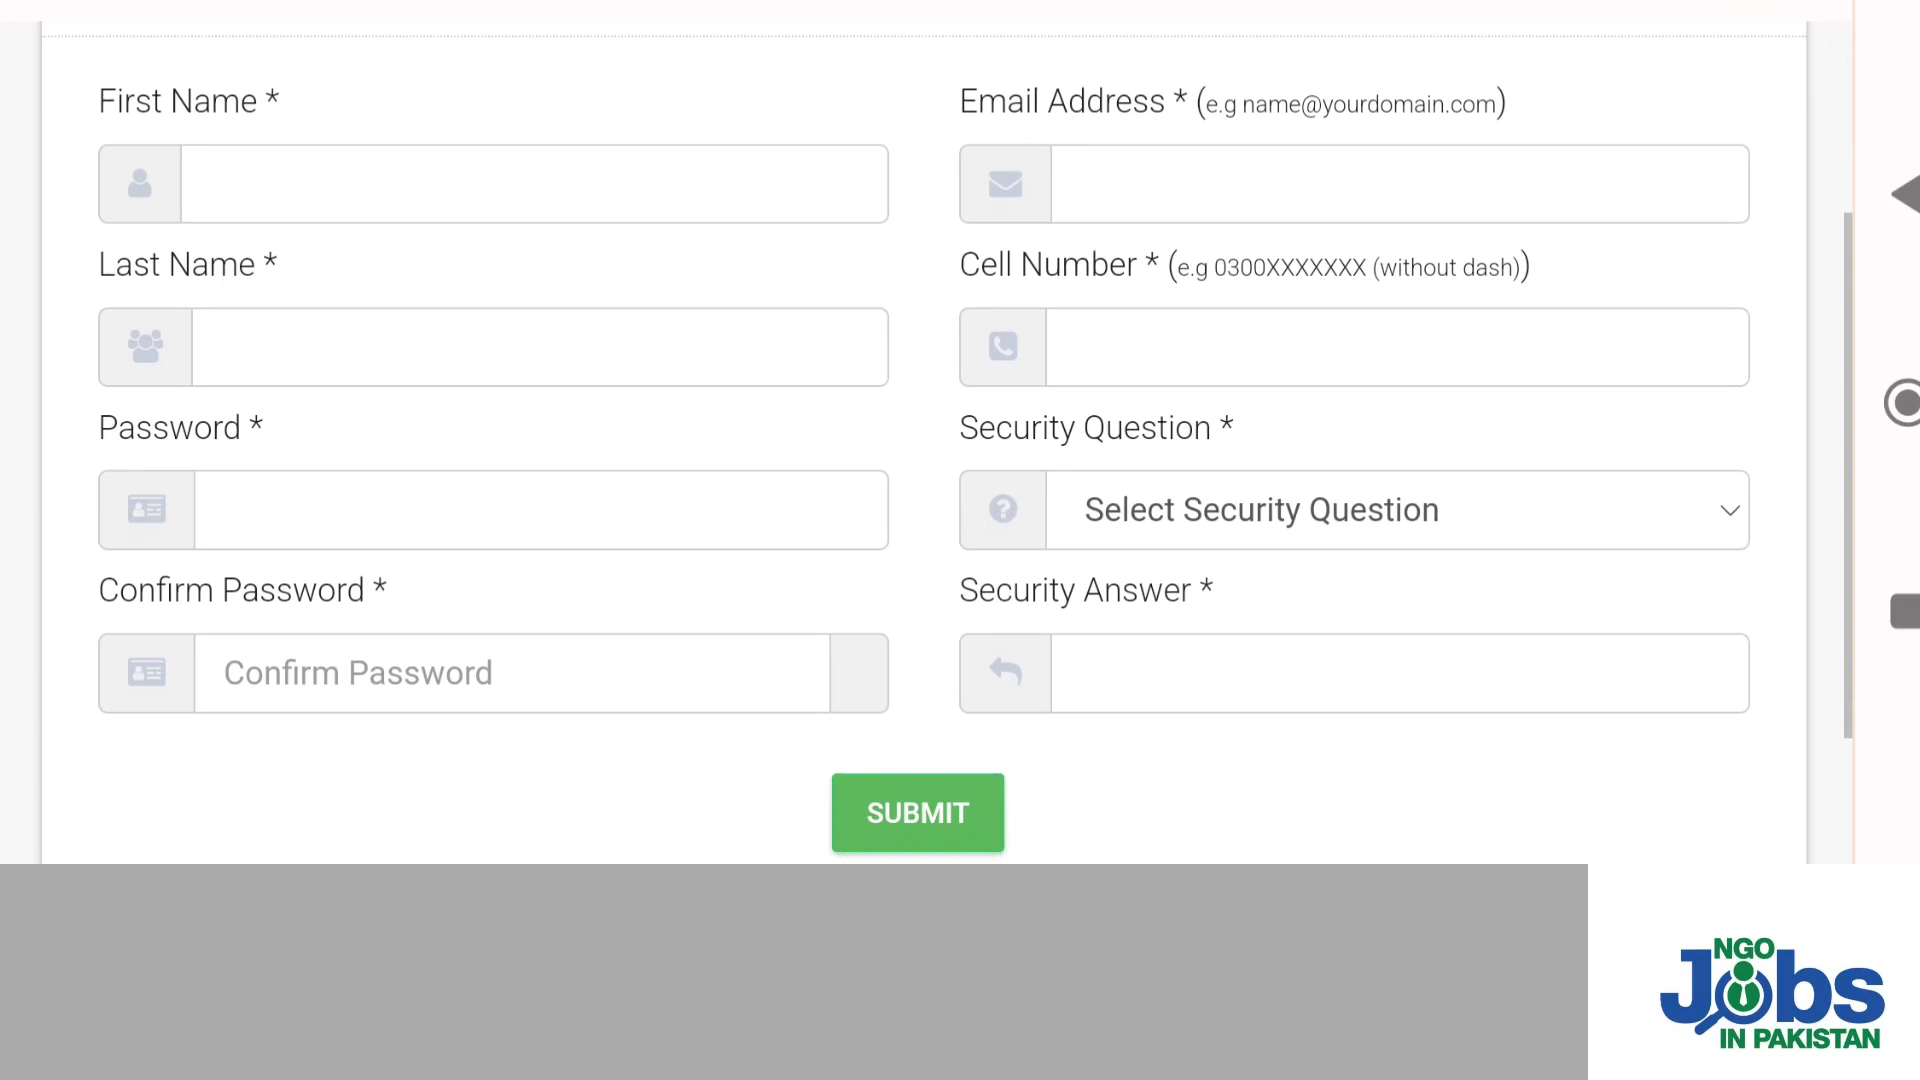 First Name *
Email Address * (e.g name@yourdomain.com)
Last Name *
Cell Number * (e.g 0300XXXXXXX (without dash))
Password *
Security Question *
Select Security Question
Confirm Password *
Security Answer *
Confirm Password
SUBMIT
NGO
Jobs
IN PAKISTAN